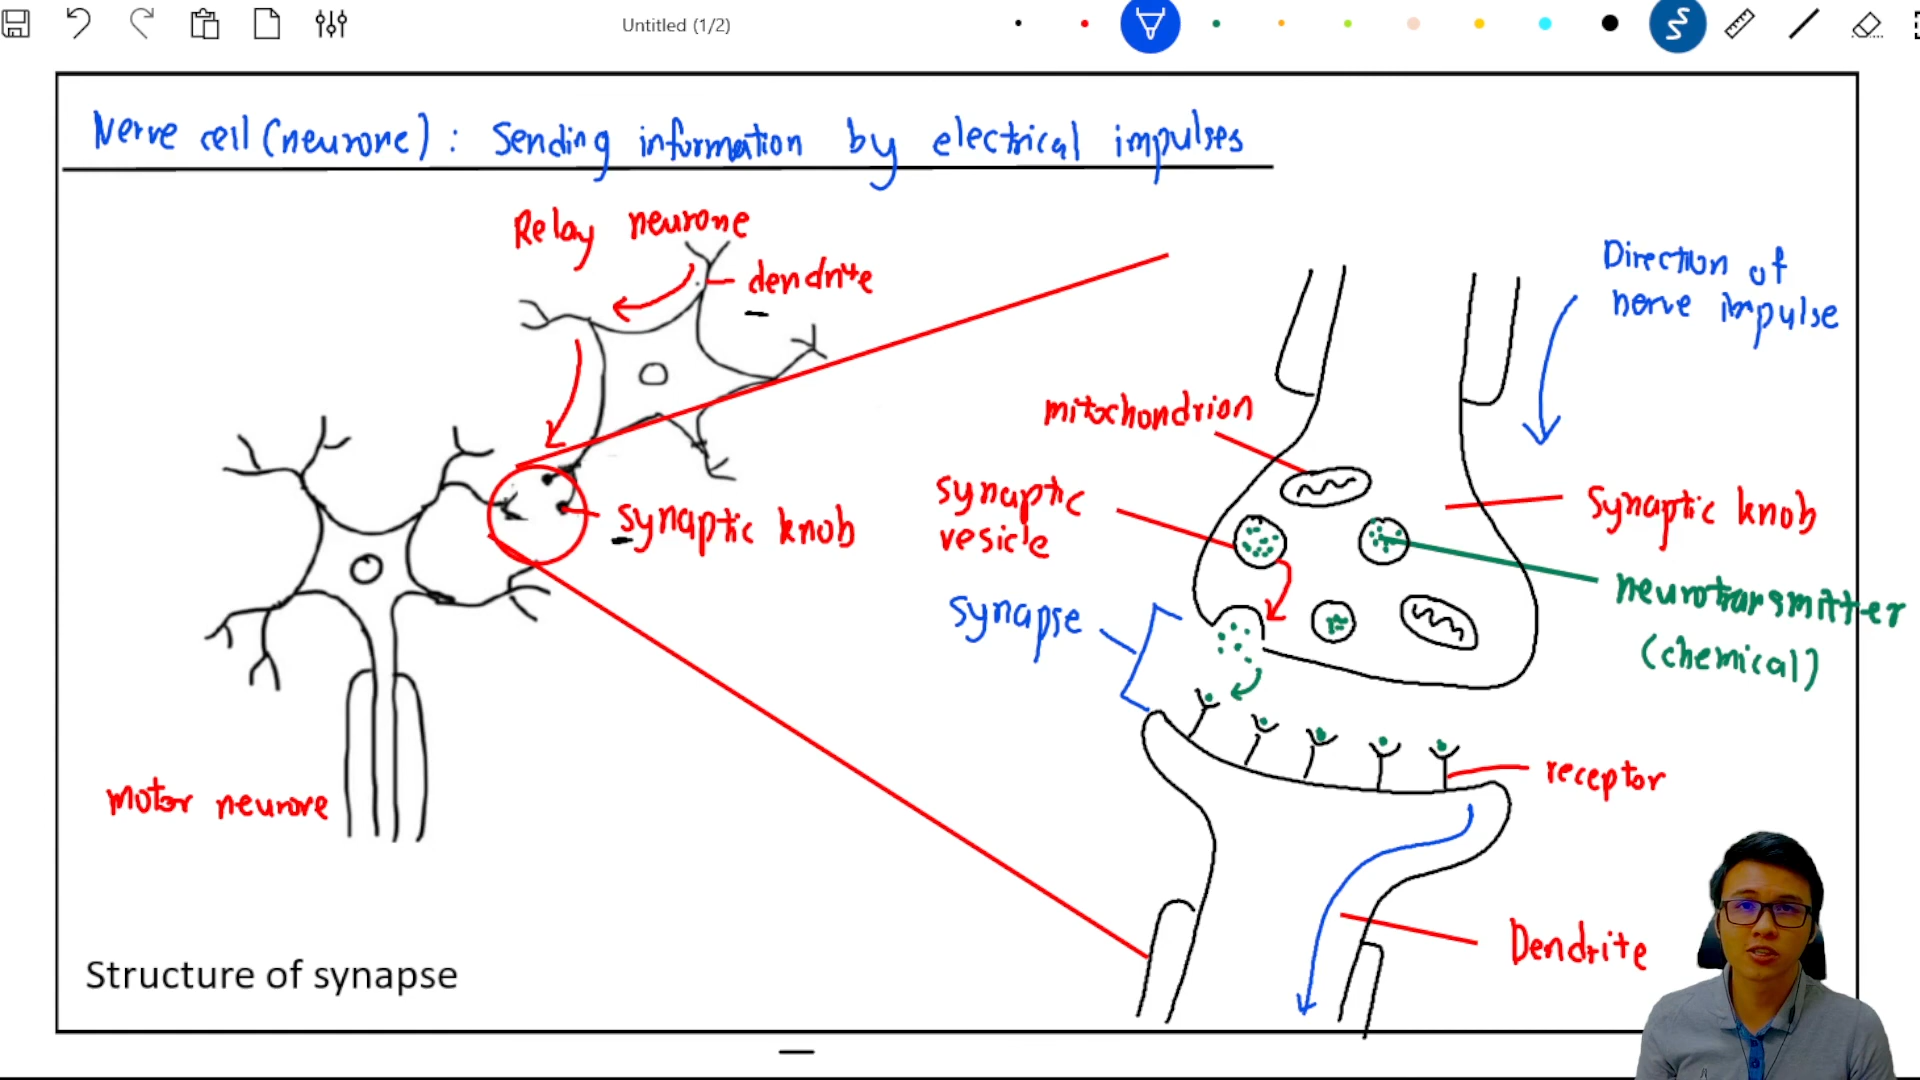 Untitled (1/2)
Nerve cell (neurone) : Sending information by electrical impulses
Relay neurone
dendrite
Direction of
nerve impulse
mitochondrion
synaptic
vesicle
synaptic knob
synaptic knob
neurotransmitter
(chemical)
synapse
receptor
motor neurone
Dendrite
Structure of synapse